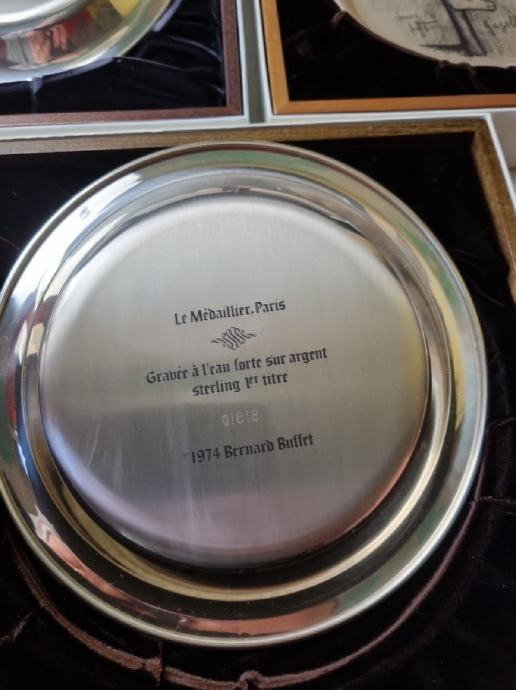 Le Médaillier, Paris
Gravée à l'eau forte sur argent
sterling 1er titre
01618
©1974 Bernard Buffet